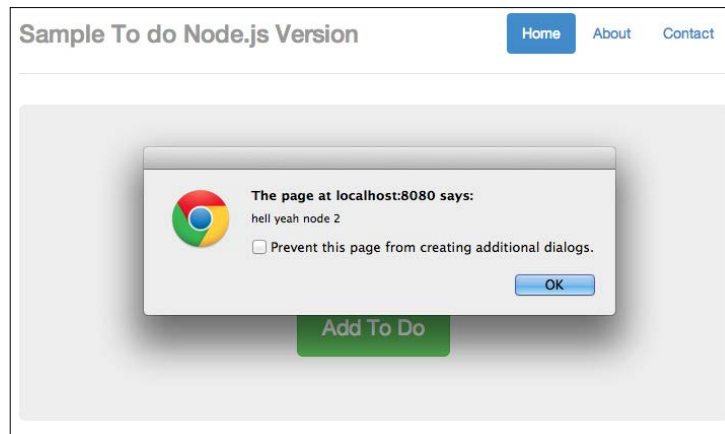 Sample To do Node.js Version
Home About Contact
The page at localhost:8080 says:
hell yeah node 2
Prevent this page from creating additional dialogs.
OK
Add To Do